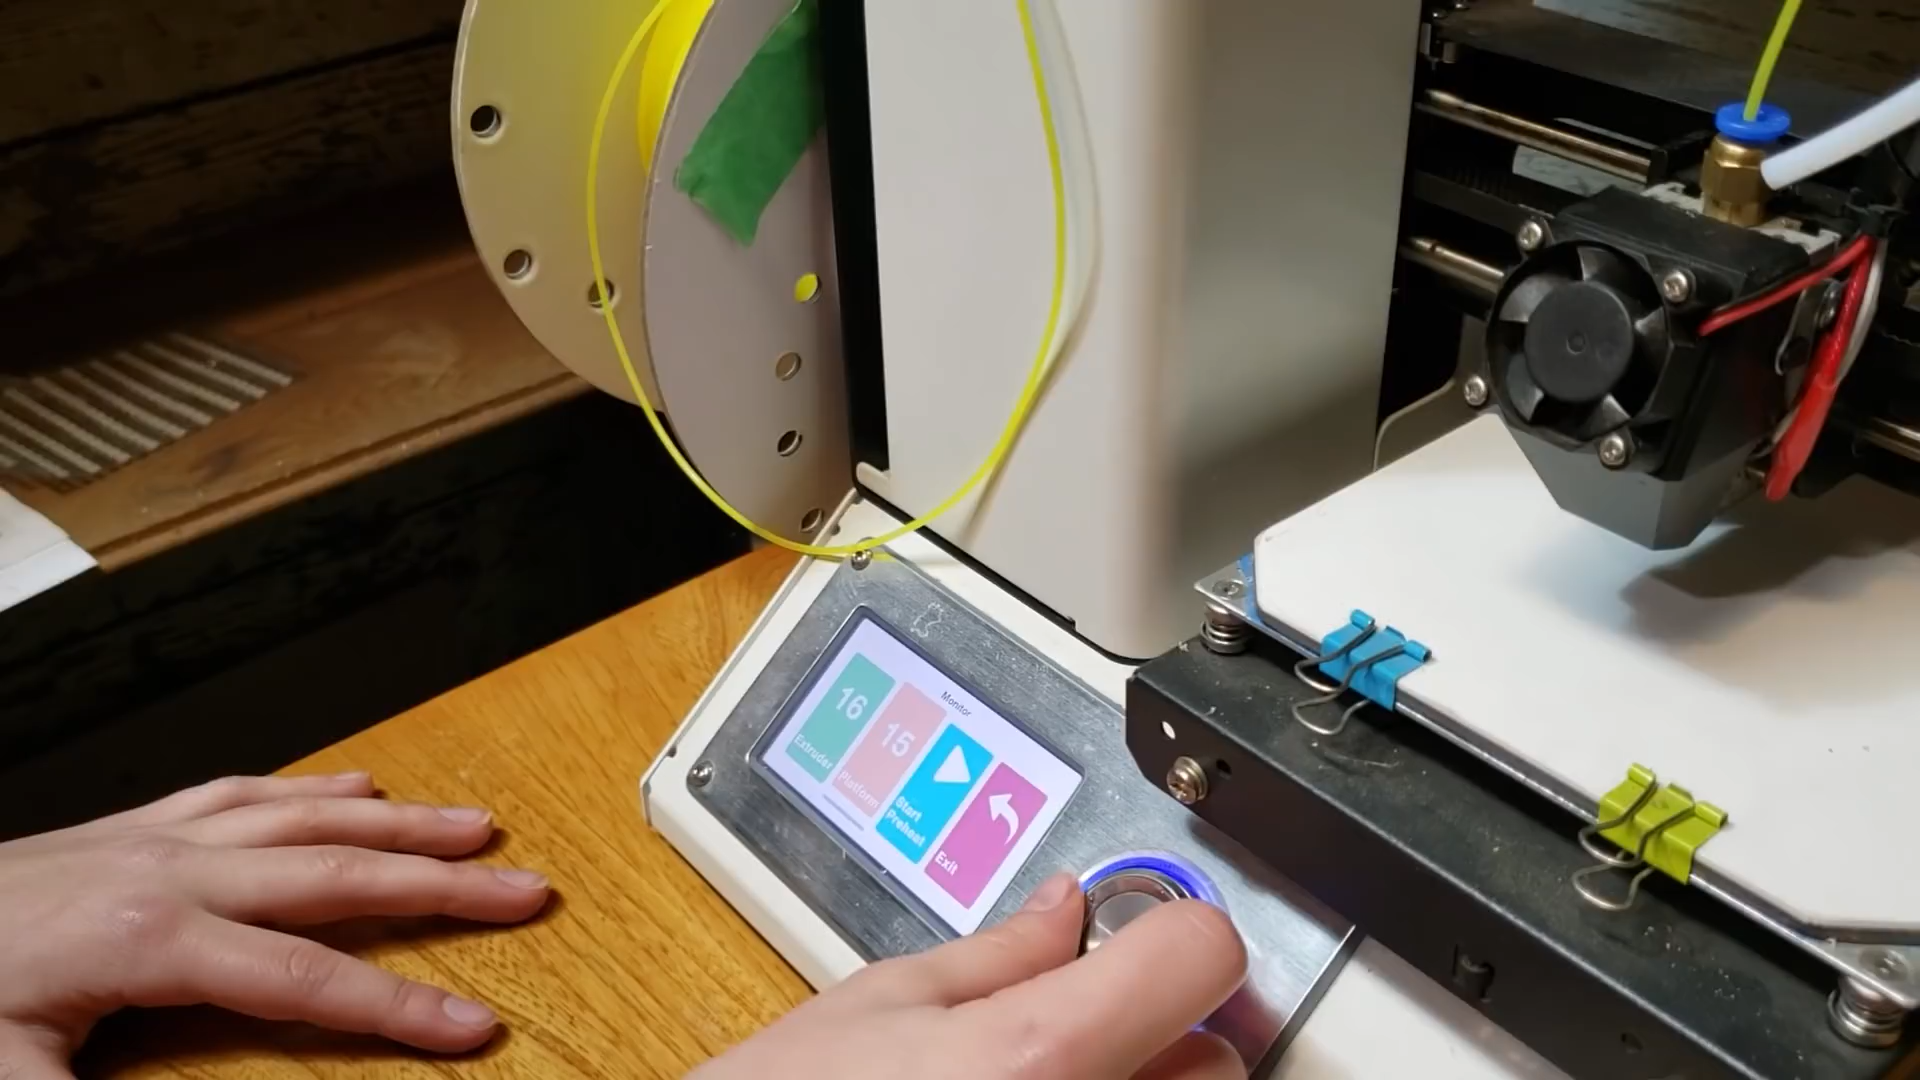 Monitor
16
Extruder
15
Platform
Start
Preheat
Exit